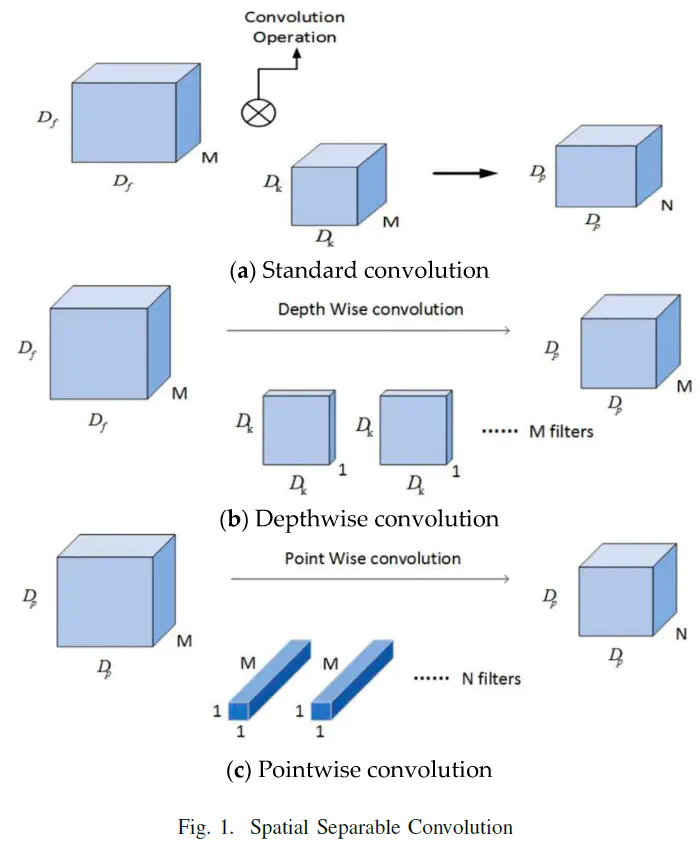 Convolution
Operation
D_f
M
D_f
D_k
M
D_k
D_p
N
D_p
(a) Standard convolution
Depth Wise convolution
D_f
M
D_f
D_p
M
D_p
D_k
1
D_k
D_k
1
D_k
...... M filters
(b) Depthwise convolution
Point Wise convolution
D_p
M
D_p
D_p
N
D_p
M
1
1
M
1
1
...... N filters
(c) Pointwise convolution
Fig. 1. Spatial Separable Convolution